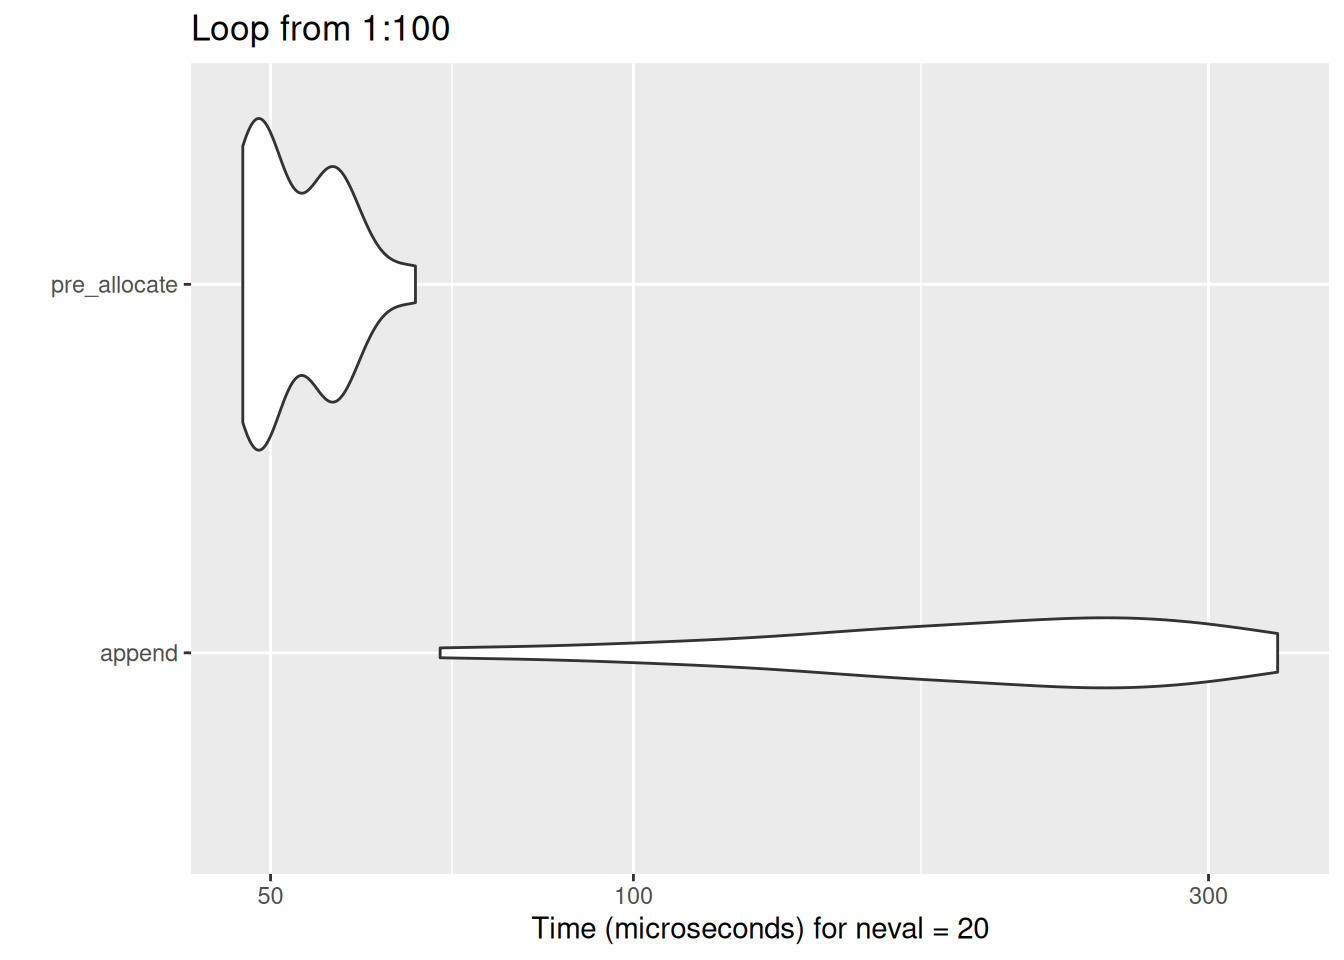 Loop from 1:100
pre_allocate
append
50 100 300
Time (microseconds) for neval = 20